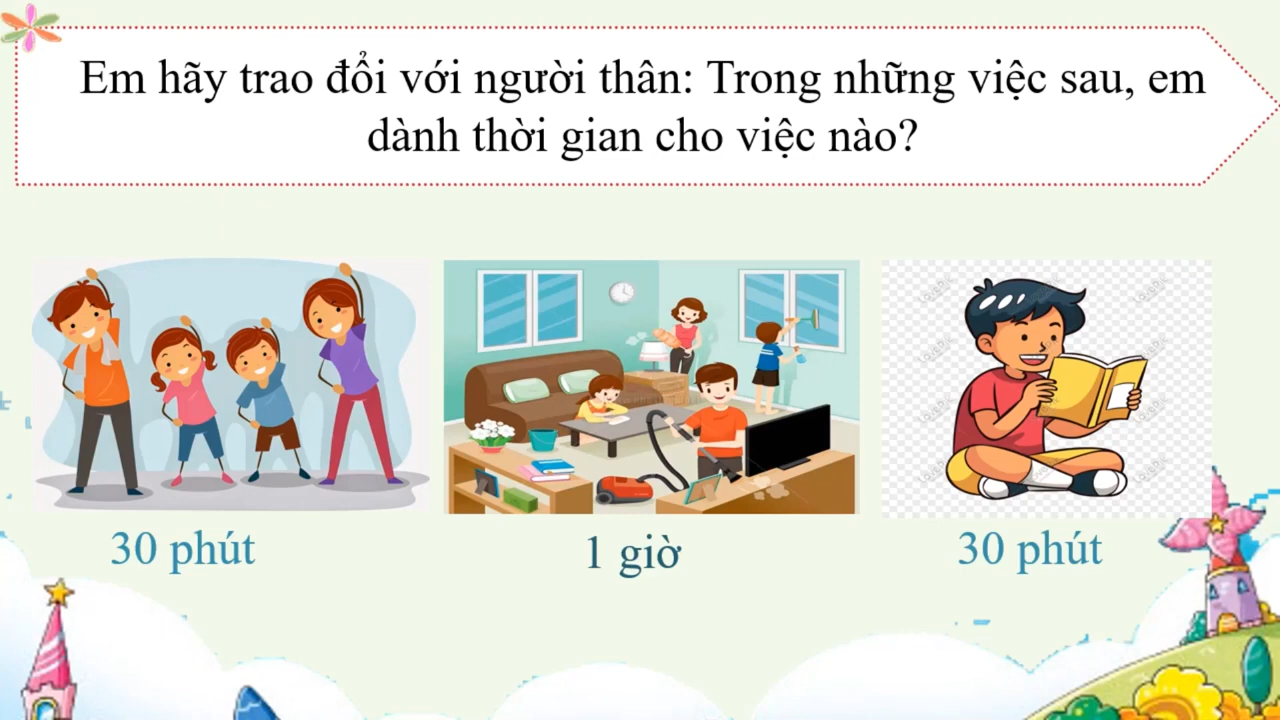 Em hãy trao đổi với người thân: Trong những việc sau, em
dành thời gian cho việc nào?
30 phút
1 giờ
30 phút